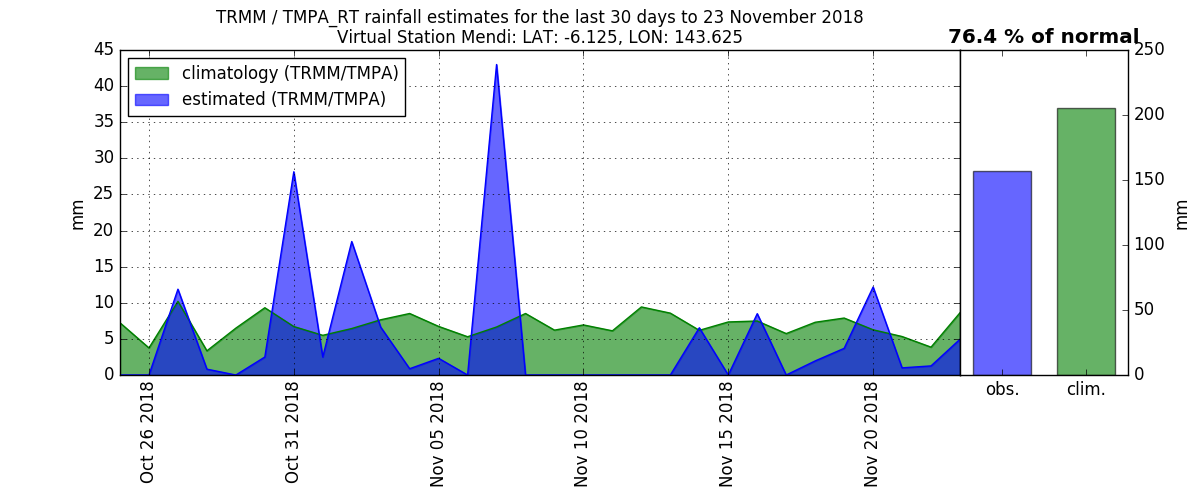 TRMM / TMPA_RT rainfall estimates for the last 30 days to 23 November 2018
Virtual Station Mendi: LAT: -6.125, LON: 143.625
76.4 % of normal
climatology (TRMM/TMPA)
estimated (TRMM/TMPA)
45
40
35
30
25
20
15
10
5
0
mm
Oct 26 2018
Oct 31 2018
Nov 05 2018
Nov 10 2018
Nov 15 2018
Nov 20 2018
250
200
150
100
50
0
mm
obs.
clim.